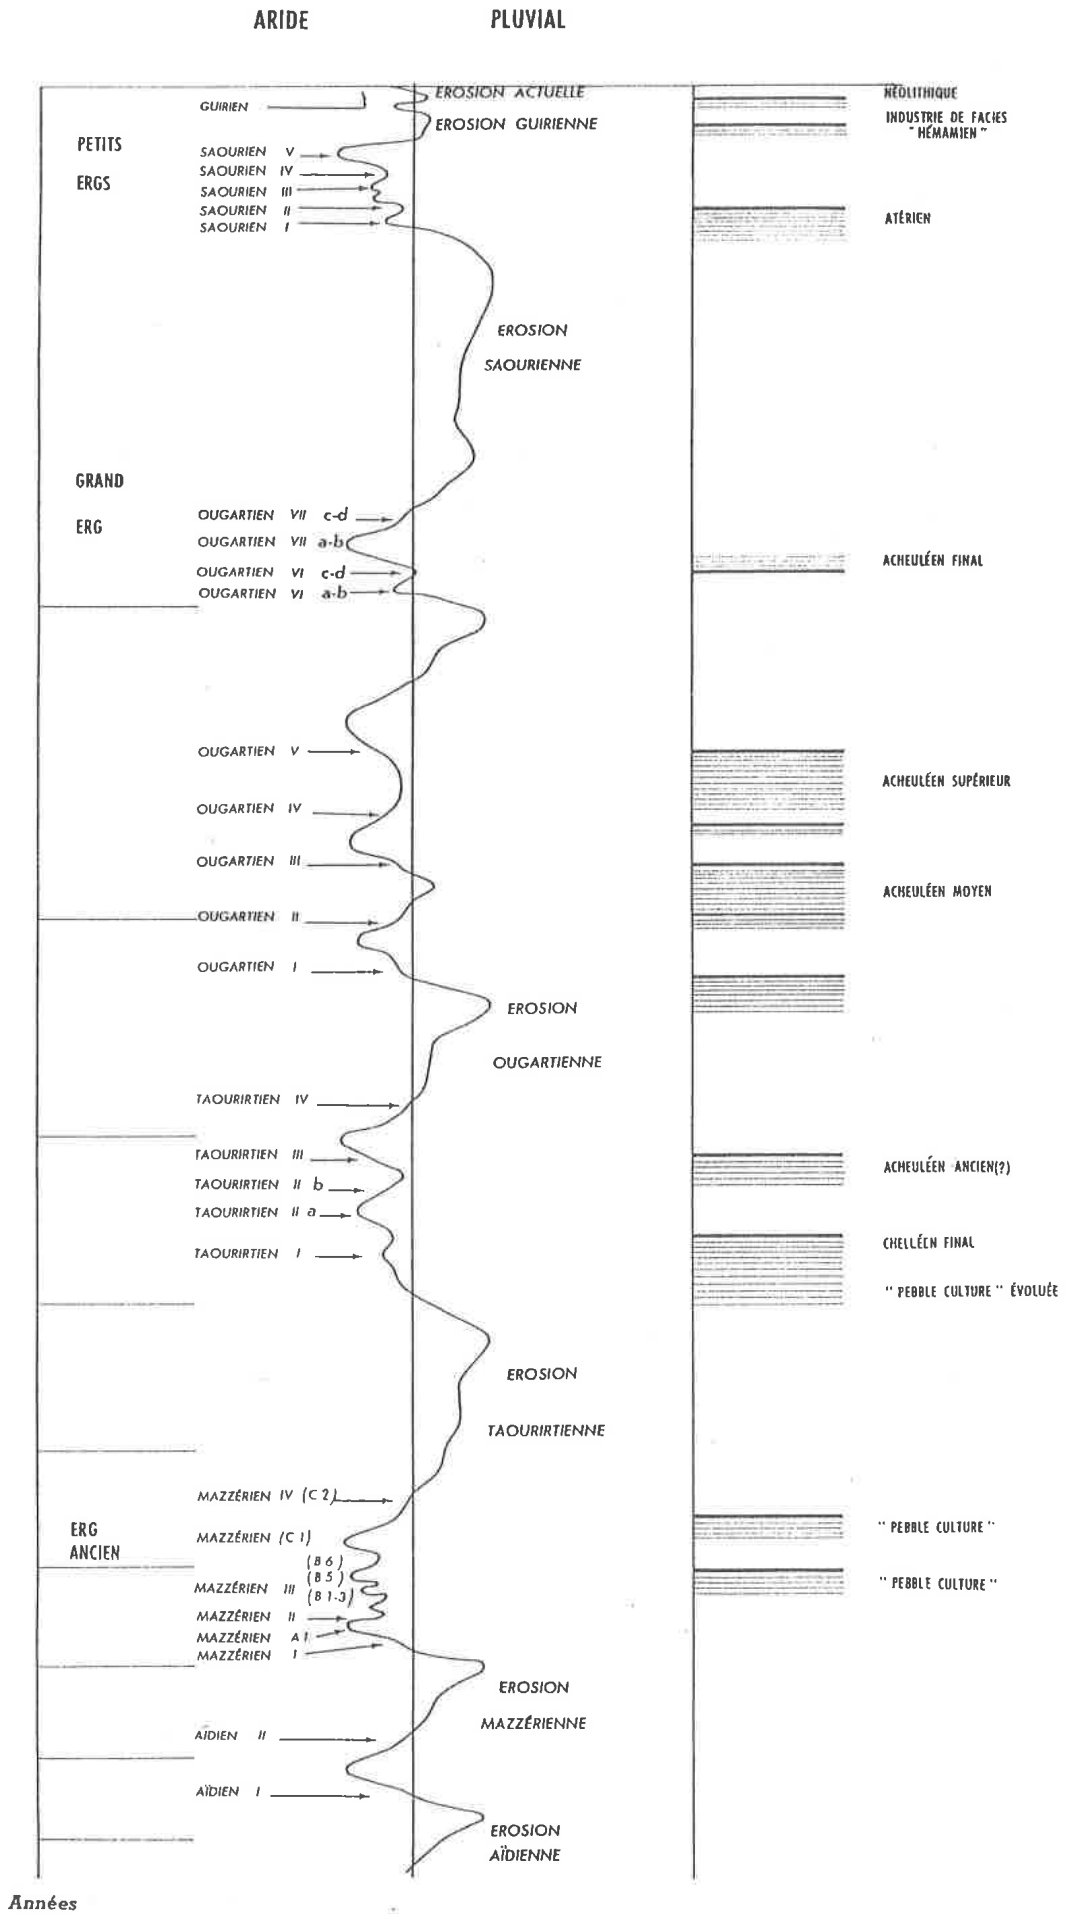 ARIDE PLUVIAL
EROSION ACTUELLE
NÉOLITHIQUE
GUIRIEN
INDUSTRIE DE FACIES
"HÉMAMIEN"
EROSION GUIRIENNE
PETITS
ERGS
SAOURIEN V
SAOURIEN IV
SAOURIEN III
SAOURIEN II
SAOURIEN I
ATÉRIEN
EROSION
SAOURIENNE
GRAND
ERG
OUGARTIEN VII c-d
OUGARTIEN VII a-b
OUGARTIEN VI c-d
OUGARTIEN VI a-b
ACHEULÉEN FINAL
OUGARTIEN V
ACHEULÉEN SUPÉRIEUR
OUGARTIEN IV
OUGARTIEN III
ACHEULÉEN MOYEN
OUGARTIEN II
OUGARTIEN I
EROSION
OUGARTIENNE
TAOURIRTIEN IV
TAOURIRTIEN III
ACHEULÉEN ANCIEN(?)
TAOURIRTIEN II b
TAOURIRTIEN II a
TAOURIRTIEN I
CHELLÉEN FINAL
"PEBBLE CULTURE" ÉVOLUÉE
EROSION
TAOURIRTIENNE
MAZZÉRIEN IV (C 2)
ERG
ANCIEN
"PEBBLE CULTURE"
MAZZÉRIEN (C 1)
(B 6)
(B 5)
MAZZÉRIEN III
(B 1-3)
"PEBBLE CULTURE"
MAZZÉRIEN II
MAZZÉRIEN A I
MAZZÉRIEN I
EROSION
MAZZÉRIENNE
AÏDIEN II
AÏDIEN I
EROSION
AÏDIENNE
Années